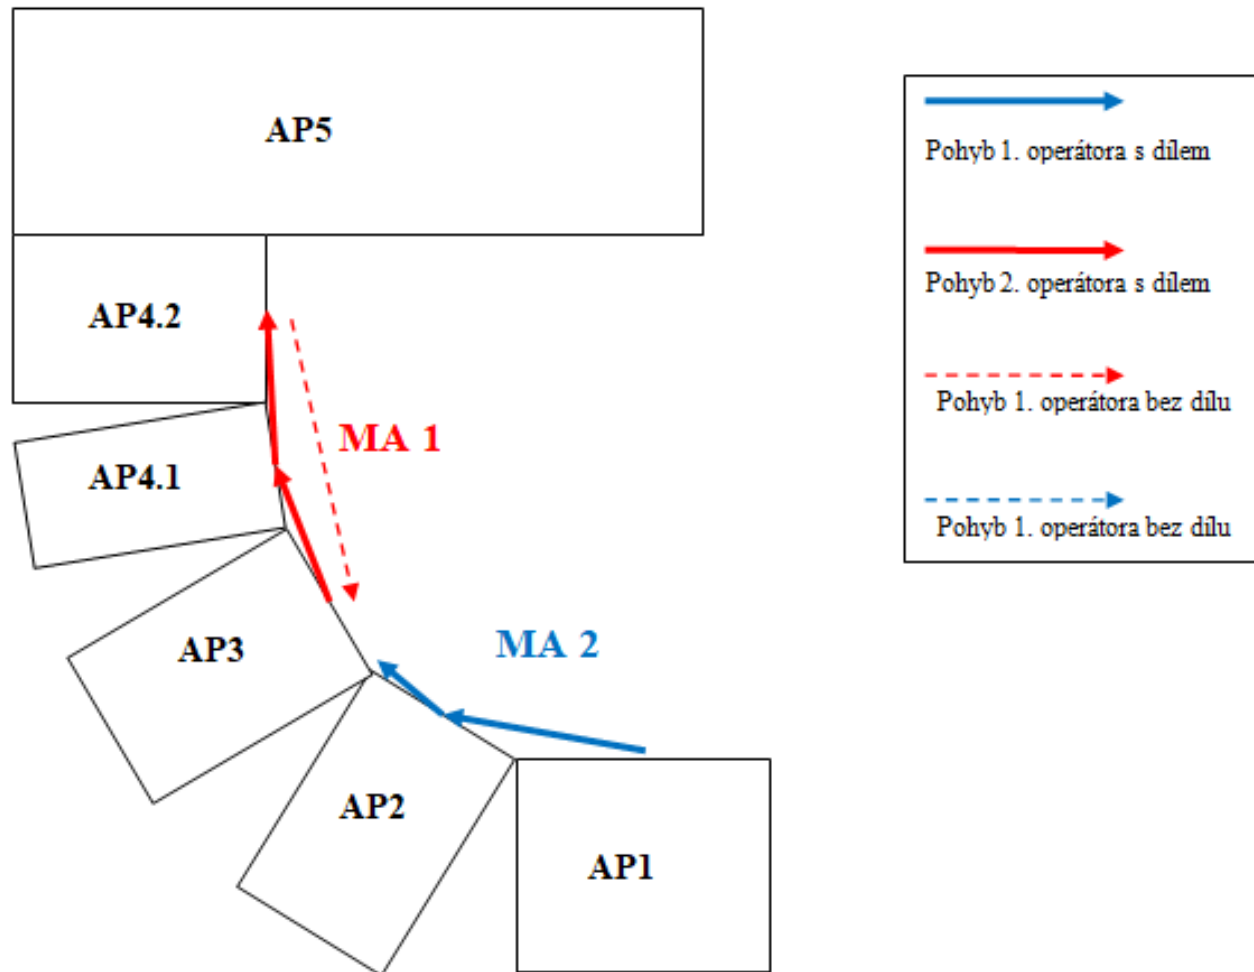 AP5
AP4.2
MA 1
AP4.1
AP3
MA 2
AP2
AP1
Pohyb 1. operátora s dílem
Pohyb 2. operátora s dílem
Pohyb 1. operátora bez dílu
Pohyb 1. operátora bez dílu